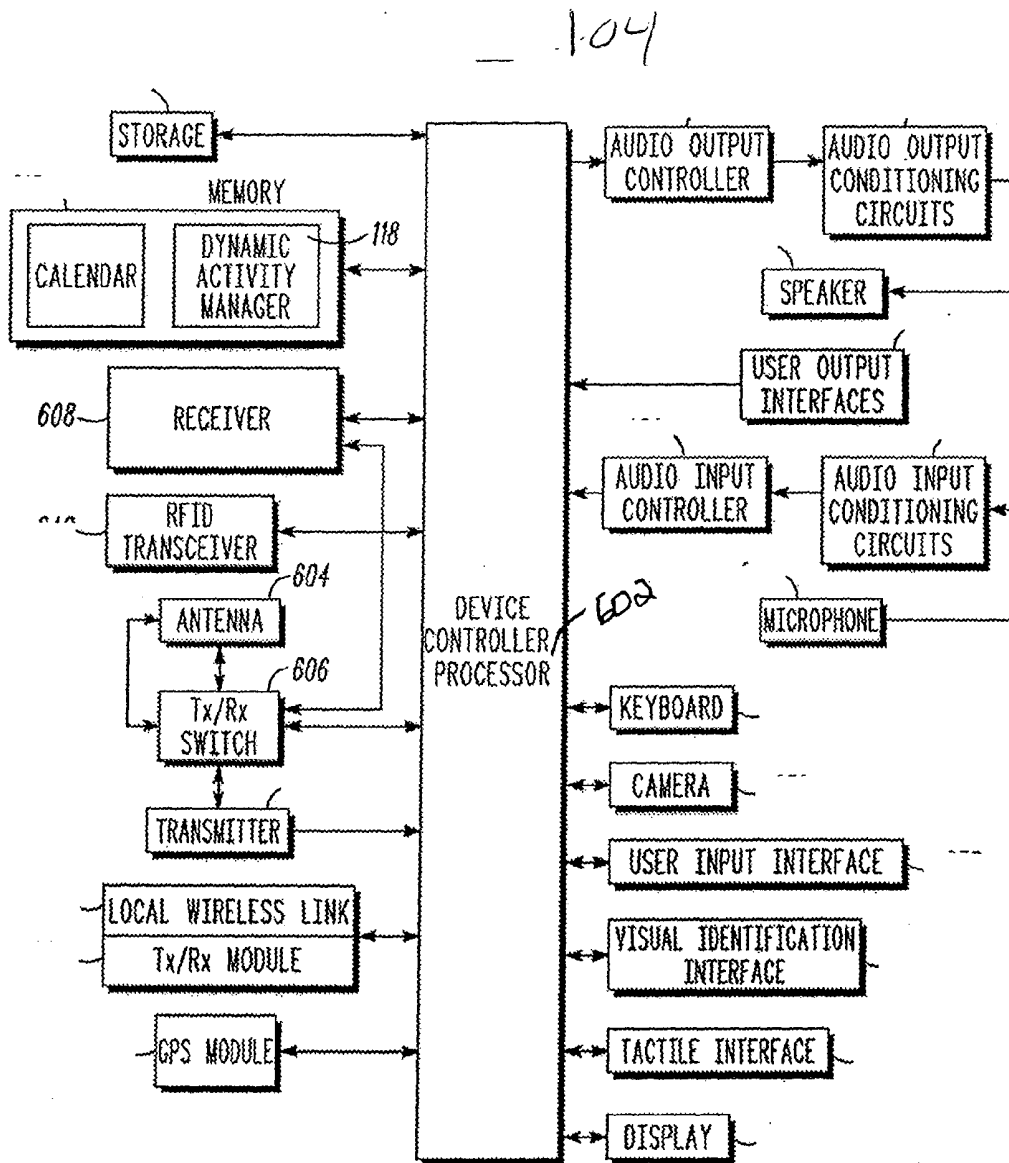 104
STORAGE
MEMORY
CALENDAR
118
DYNAMIC
ACTIVITY
MANAGER
608
RECEIVER
RFID
TRANSCEIVER
604
ANTENNA
606
Tx/Rx
SWITCH
TRANSMITTER
LOCAL WIRELESS LINK
Tx/Rx MODULE
GPS MODULE
DEVICE
CONTROLLER/
PROCESSOR
602
AUDIO OUTPUT
CONTROLLER
AUDIO OUTPUT
CONDITIONING
CIRCUITS
SPEAKER
USER OUTPUT
INTERFACES
AUDIO INPUT
CONTROLLER
AUDIO INPUT
CONDITIONING
CIRCUITS
MICROPHONE
KEYBOARD
CAMERA
USER INPUT INTERFACE
VISUAL IDENTIFICATION
INTERFACE
TACTILE INTERFACE
DISPLAY